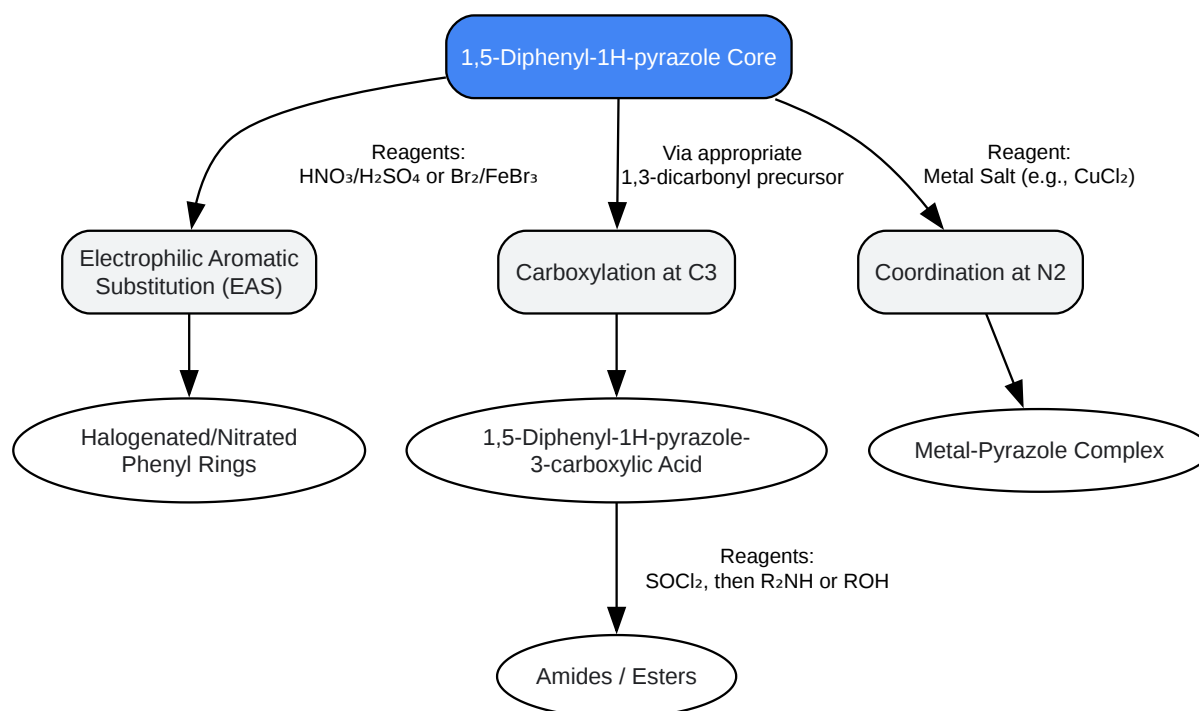 1,5-Diphenyl-1H-pyrazole Core
Reagents:
HNO₃/H₂SO₄ or Br₂/FeBr₃
Via appropriate
1,3-dicarbonyl precursor
Reagent:
Metal Salt (e.g., CuCl₂)
Electrophilic Aromatic
Substitution (EAS)
Carboxylation at C3
Coordination at N2
Halogenated/Nitrated
Phenyl Rings
1,5-Diphenyl-1H-pyrazole-
3-carboxylic Acid
Metal-Pyrazole Complex
Reagents:
SOCl₂, then R₂NH or ROH
Amides / Esters